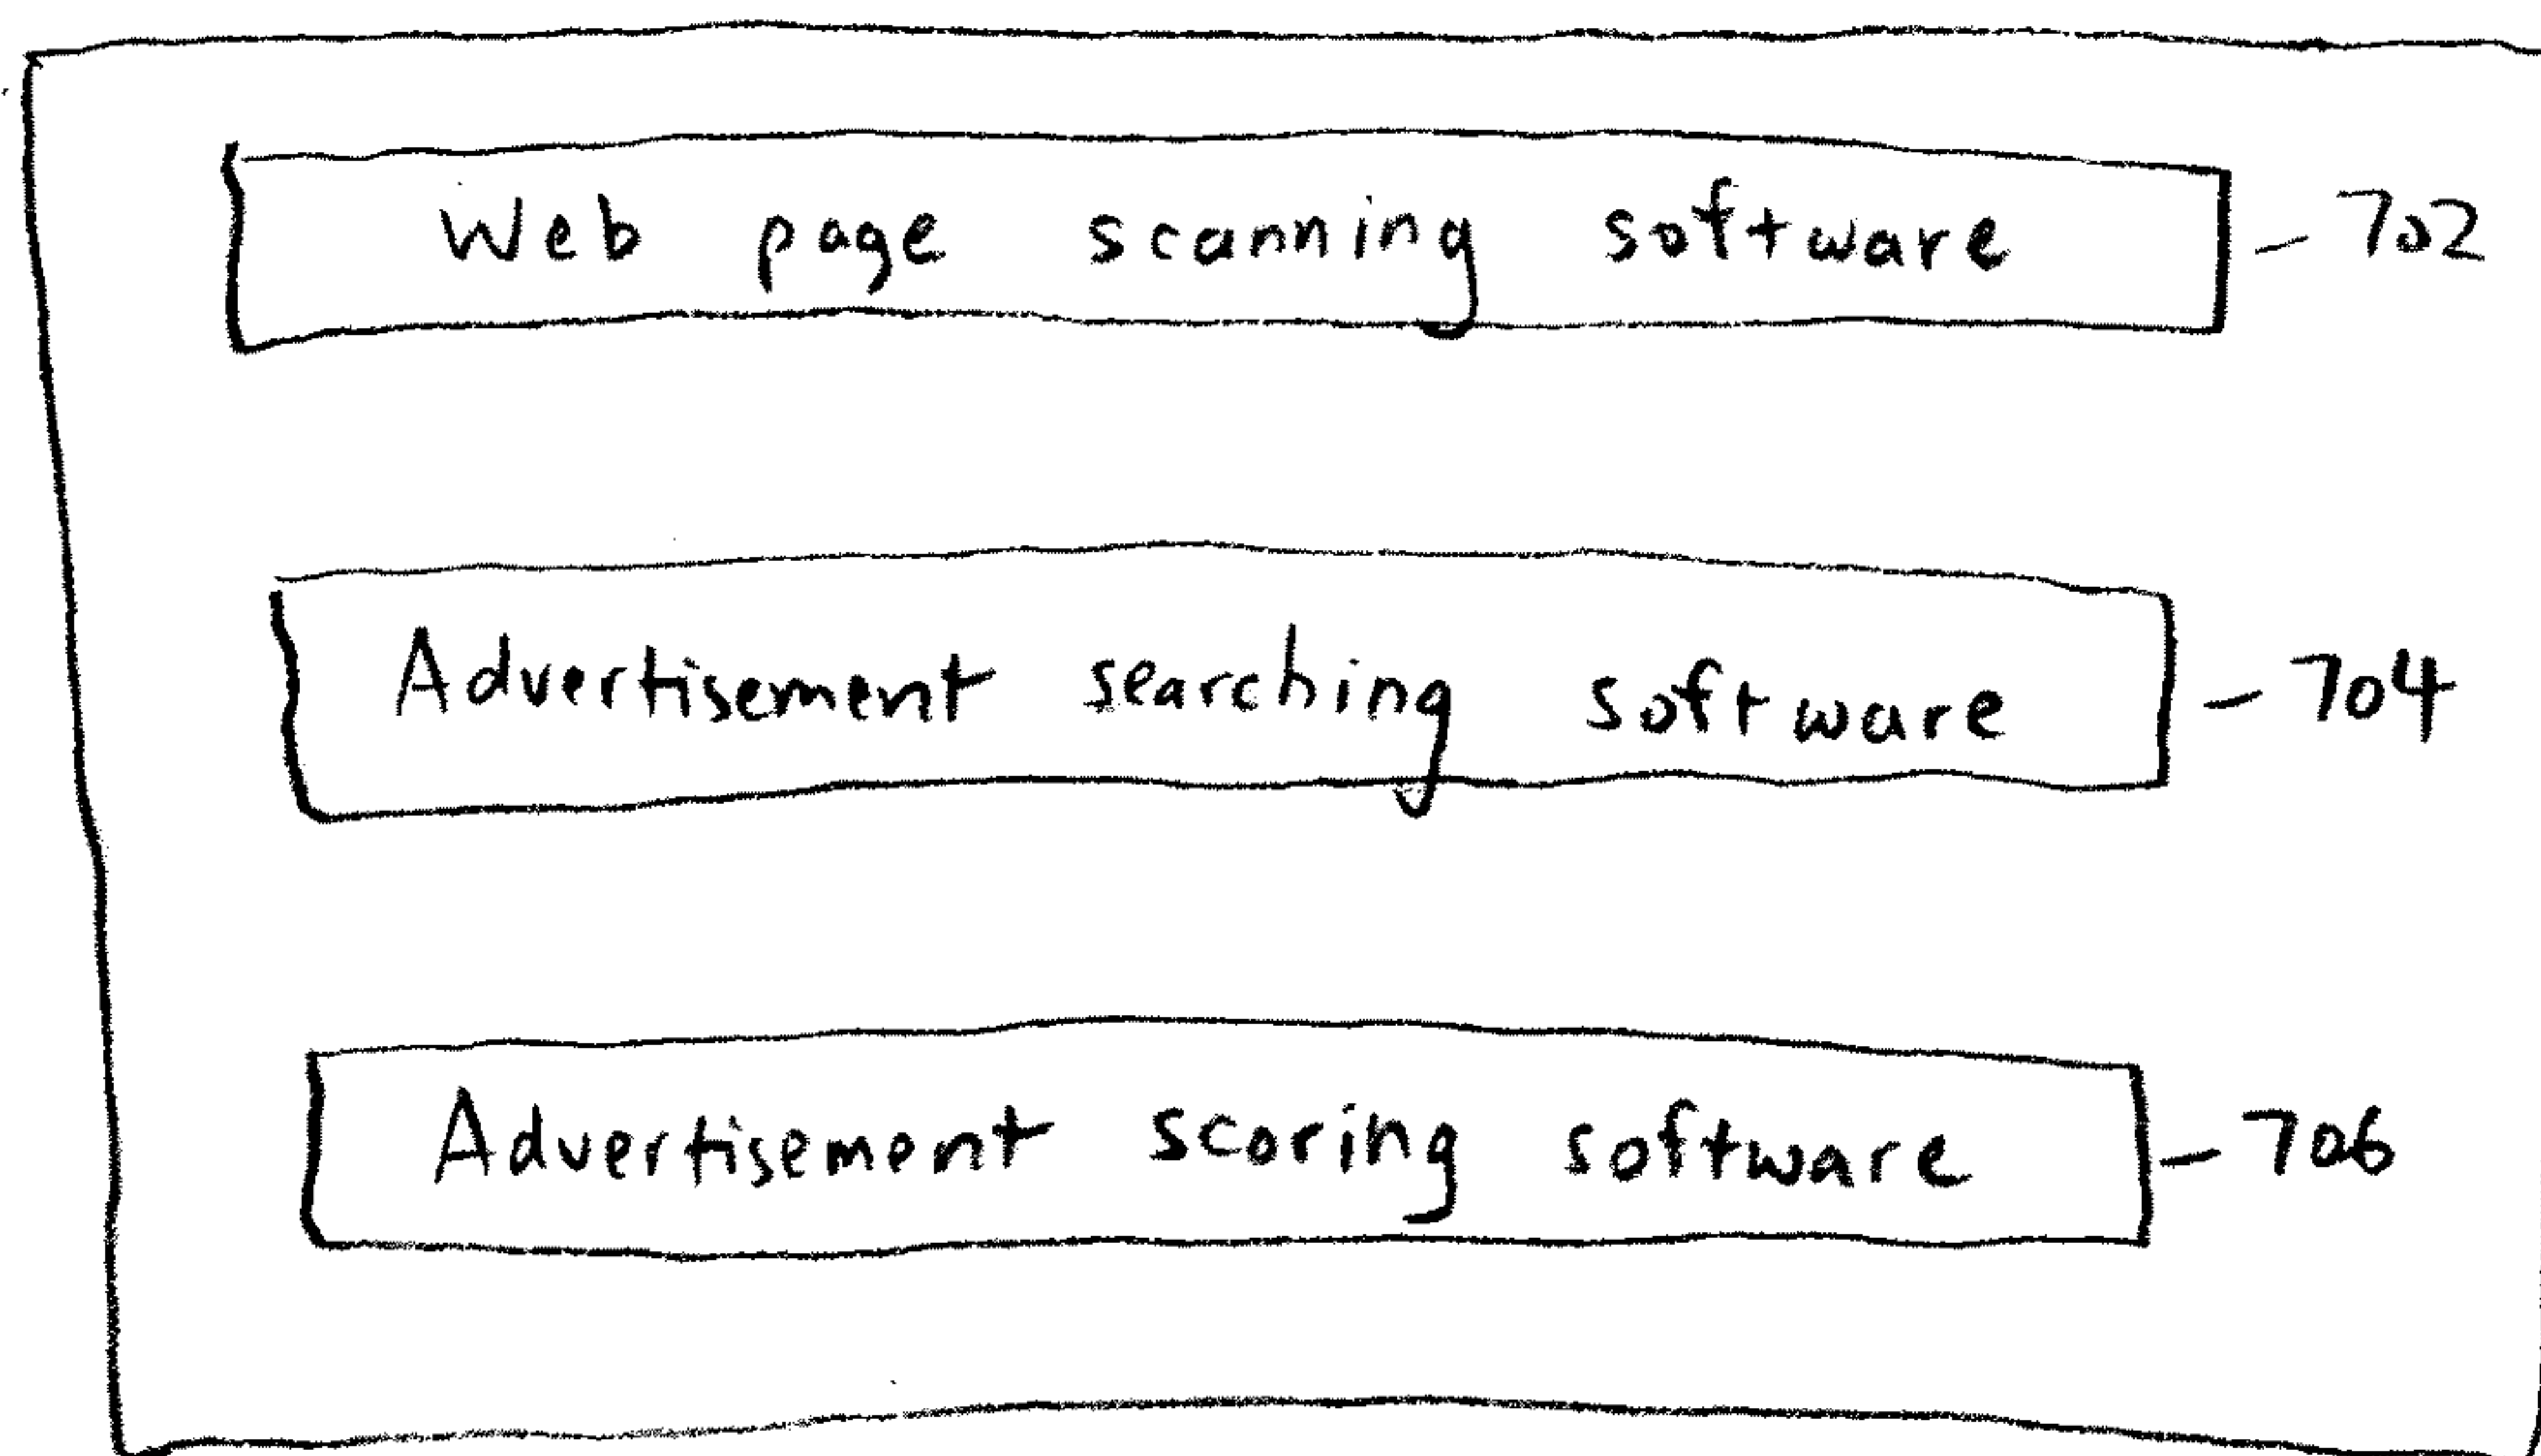 Web page scanning software - 702
Advertisement searching software - 704
Advertisement scoring software - 706